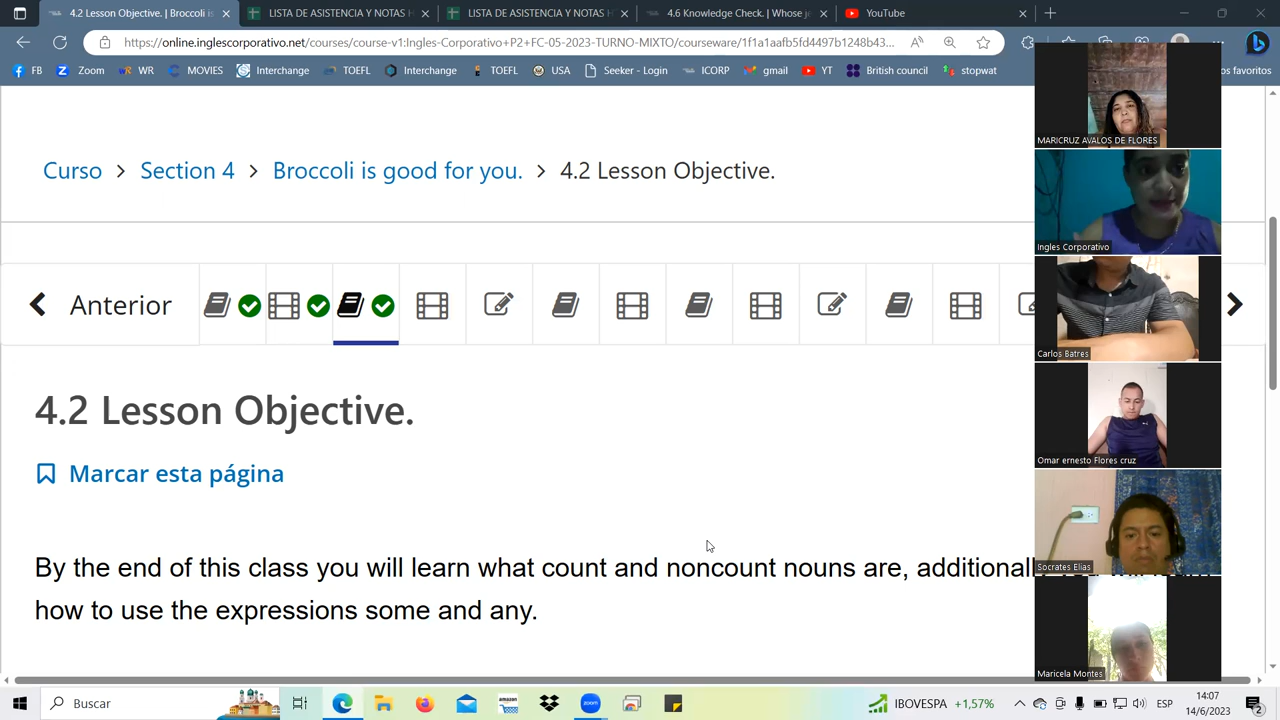 4.2 Lesson Objective. | Broccoli is
LISTA DE ASISTENCIA Y NOTAS H
LISTA DE ASISTENCIA Y NOTAS H
4.6 Knowledge Check. | Whose je
YouTube
https://online.inglescorporativo.net/courses/course-v1:Ingles-Corporativo+P2+FC-05-2023-TURNO-MIXTO/courseware/1f1a1aafb5fd4497b1248b43...
FB
Zoom
WR
MOVIES
Interchange
TOEFL
Interchange
TOEFL
USA
Seeker - Login
ICORP
gmail
YT
British council
stopwat
os favoritos
Curso > Section 4 > Broccoli is good for you. > 4.2 Lesson Objective.
Anterior
4.2 Lesson Objective.
Marcar esta página
By the end of this class you will learn what count and noncount nouns are, additionall
how to use the expressions some and any.
MARICRUZ AVALOS DE FLORES
Ingles Corporativo
Carlos Batres
Omar ernesto Flores cruz
Socrates Elias
Maricela Montes
Buscar
amazon
zoom
IBOVESPA +1,57%
ESP
14:07
14/6/2023
2